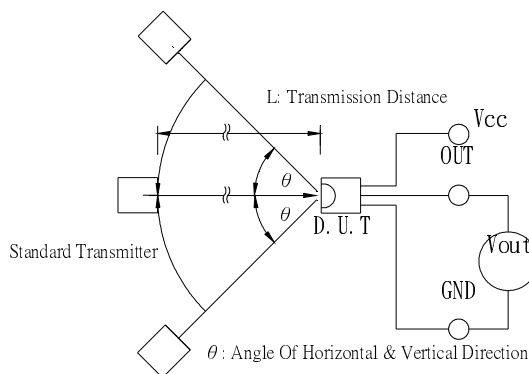 L: Transmission Distance
Vcc
OUT
θ
θ
D.U.T
Vout
Standard Transmitter
GND
θ: Angle Of Horizontal & Vertical Direction